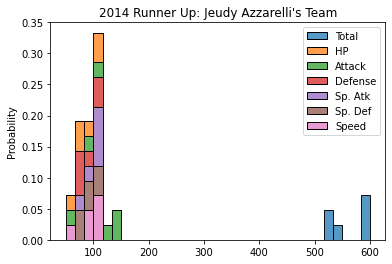 2014 Runner Up: Jeudy Azzarelli's Team
Probability
0.35
0.30
0.25
0.20
0.15
0.10
0.05
0.00
100
200
300
400
500
600
Total
HP
Attack
Defense
Sp. Atk
Sp. Def
Speed